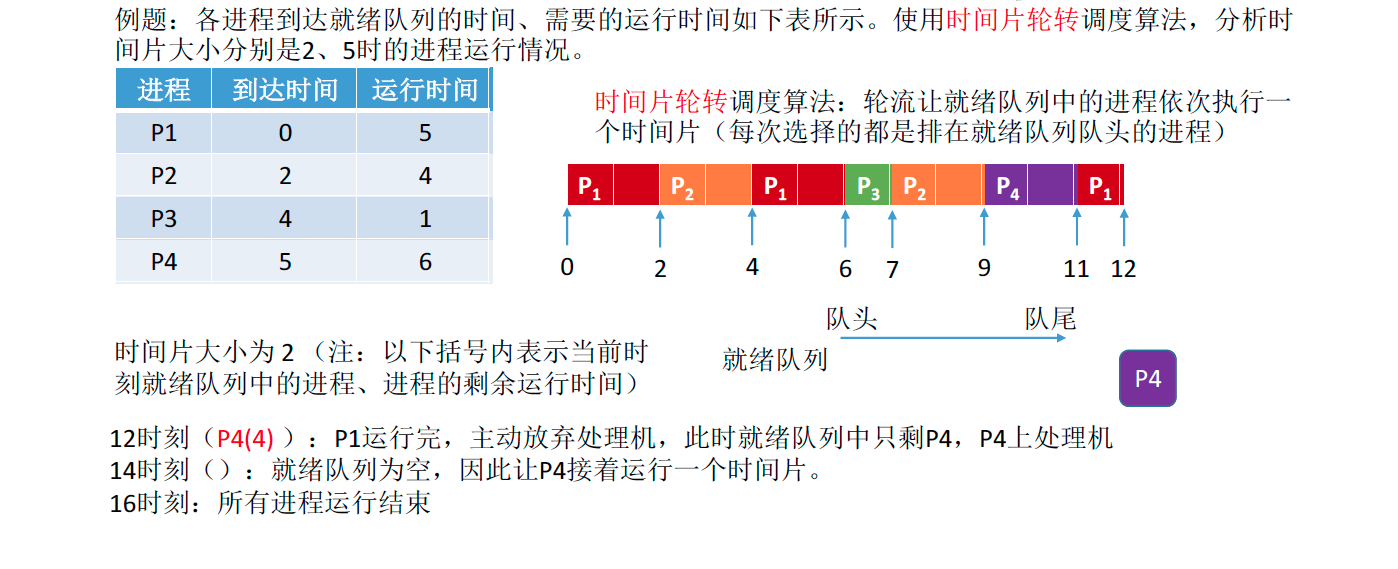 例题：各进程到达就绪队列的时间、需要的运行时间如下表所示。使用时间片轮转调度算法，分析时
间片大小分别是2、5时的进程运行情况。
进程 到达时间 运行时间
P1 0 5
P2 2 4
P3 4 1
P4 5 6
时间片轮转调度算法：轮流让就绪队列中的进程依次执行一
个时间片（每次选择的都是排在就绪队列队头的进程）
P1 P2 P1 P3 P2 P4 P1
0 2 4 6 7 9 11 12
队头 队尾
就绪队列
P4
时间片大小为 2 （注：以下括号内表示当前时
刻就绪队列中的进程、进程的剩余运行时间）
12时刻（P4(4) ）：P1运行完，主动放弃处理机，此时就绪队列中只剩P4，P4上处理机
14时刻（）：就绪队列为空，因此让P4接着运行一个时间片。
16时刻：所有进程运行结束